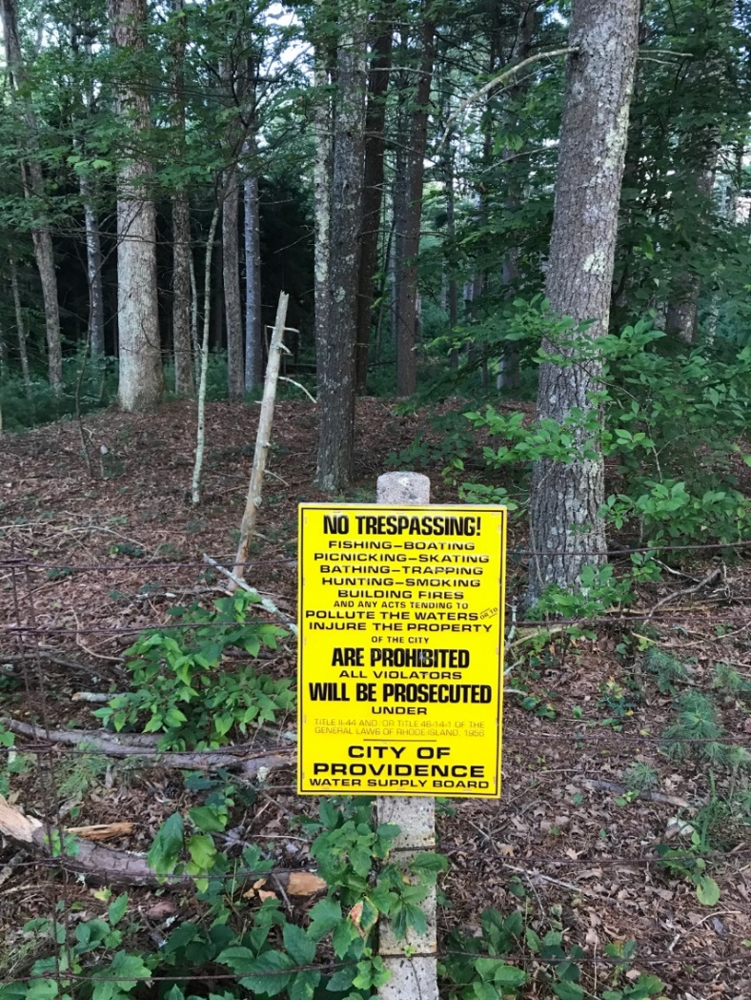 NO TRESPASSING!
FISHING–BOATING
PICNICKING–SKATING
BATHING–TRAPPING
HUNTING–SMOKING
BUILDING FIRES
AND ANY ACTS TENDING TO
POLLUTE THE WATERS OR TO
INJURE THE PROPERTY
OF THE CITY
ARE PROHIBITED
ALL VIOLATORS
WILL BE PROSECUTED
UNDER
TITLE 11-44 AND/OR TITLE 46-14-1 OF THE
GENERAL LAWS OF RHODE ISLAND, 1956
CITY OF
PROVIDENCE
WATER SUPPLY BOARD